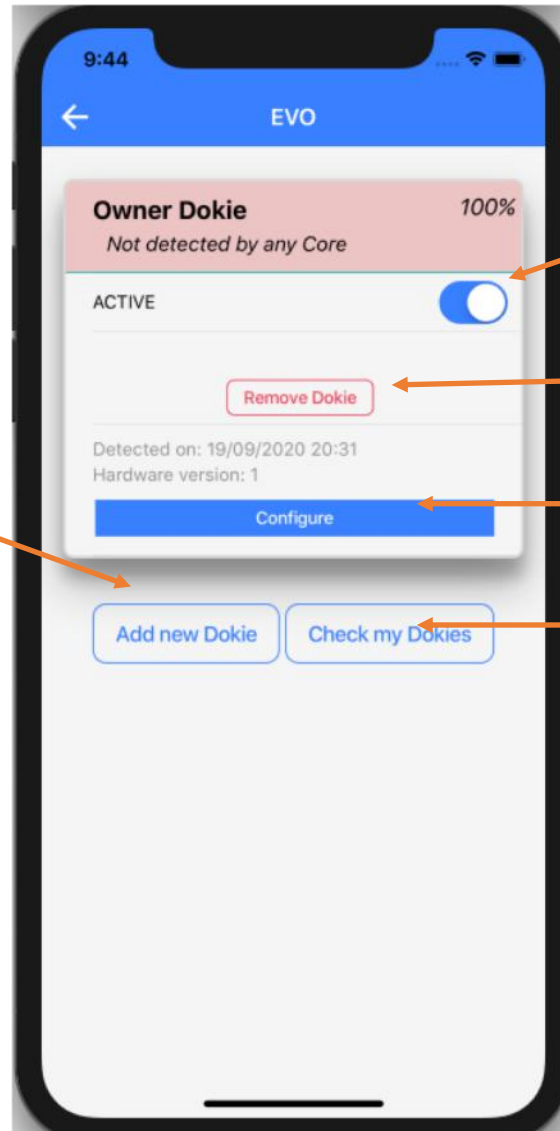 9:44
EVO
Owner Dokie 100%
Not detected by any Core
ACTIVE
Remove Dokie
Detected on: 19/09/2020 20:31
Hardware version: 1
Configure
Add new Dokie Check my Dokies